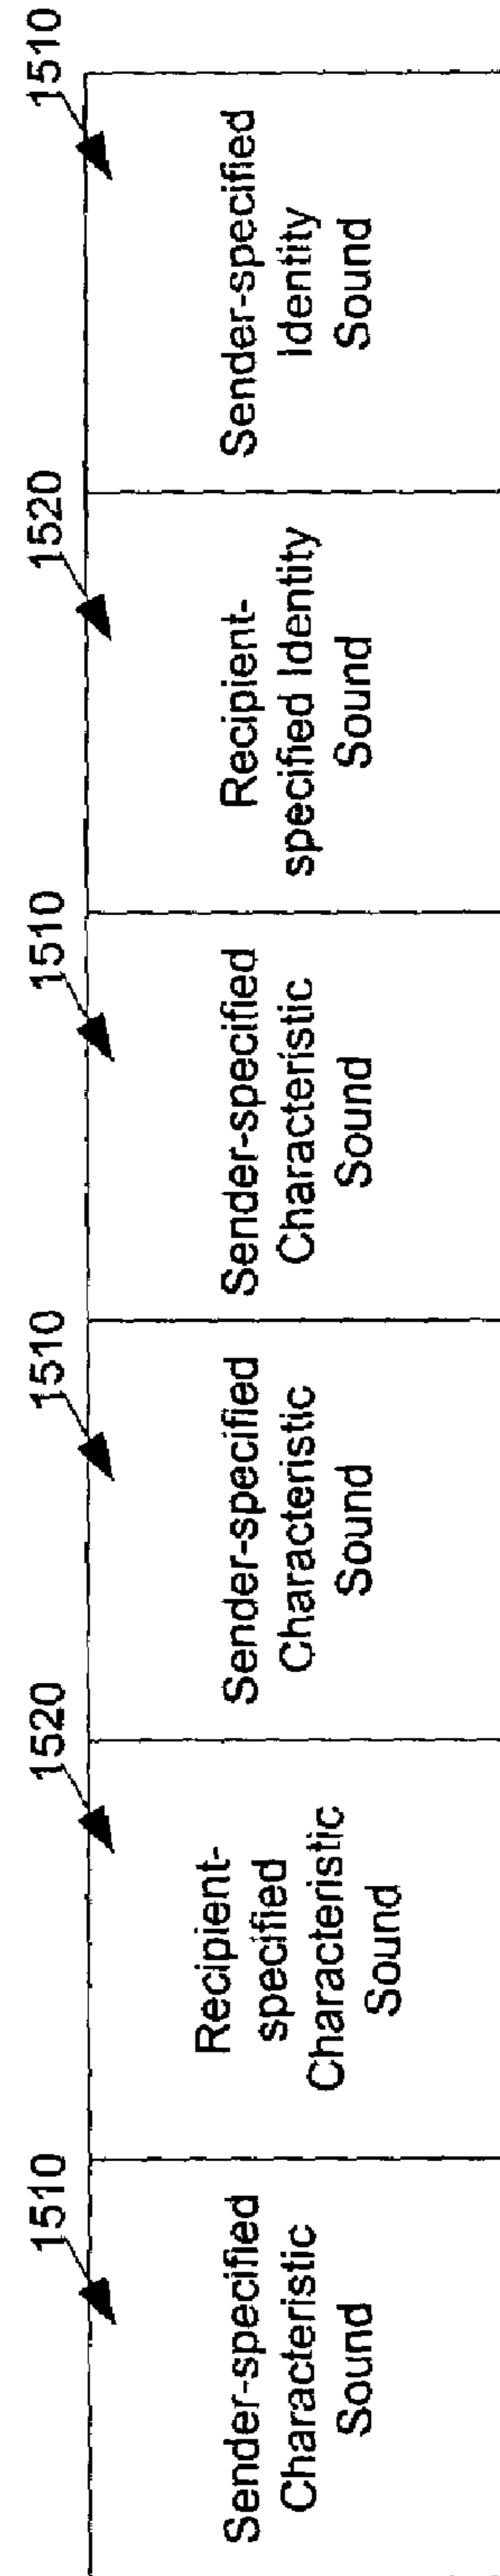 1510
Sender-specified
Characteristic
Sound
1520
Recipient-
specified
Characteristic
Sound
1510
Sender-specified
Characteristic
Sound
1510
Sender-specified
Characteristic
Sound
1520
Recipient-
specified Identity
Sound
1510
Sender-specified
Identity
Sound